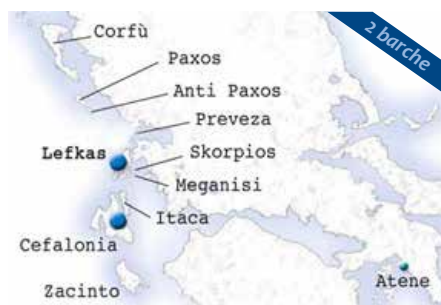 2 barche
Corfù
Paxos
Anti Paxos
Preveza
Lefkas
Skorpios
Meganisi
Itaca
Cefalonia
Zacinto
Atene